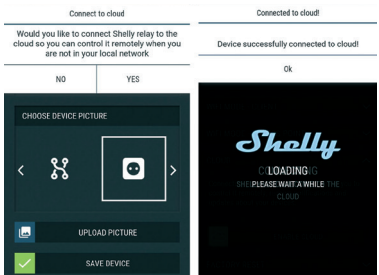 Connect to cloud
Would you like to connect Shelly relay to the
cloud so you can control it remotely when you
are not in your local network
NO
YES
CHOOSE DEVICE PICTURE
UPLOAD PICTURE
SAVE DEVICE
Connected to cloud!
Device successfully connected to cloud!
Ok
Shelly
LOADING
PLEASE WAIT A WHILE THE
CLOUD